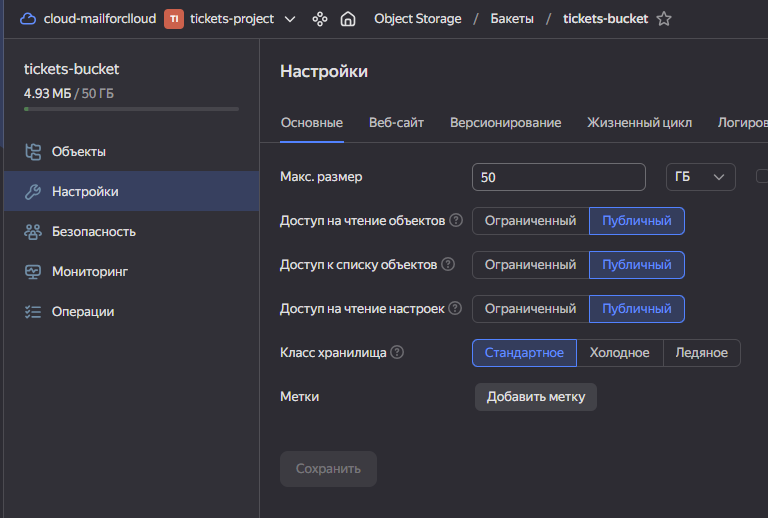 cloud-mailforclloud TI tickets-project Object Storage / Бакеты / tickets-bucket
tickets-bucket
4.93 МБ / 50 ГБ
Объекты
Настройки
Безопасность
Мониторинг
Операции
Настройки
Основные Веб-сайт Версионирование Жизненный цикл Логиров
Макс. размер 50 ГБ
Доступ на чтение объектов ? Ограниченный Публичный
Доступ к списку объектов ? Ограниченный Публичный
Доступ на чтение настроек ? Ограниченный Публичный
Класс хранилища ? Стандартное Холодное Ледяное
Метки Добавить метку
Сохранить